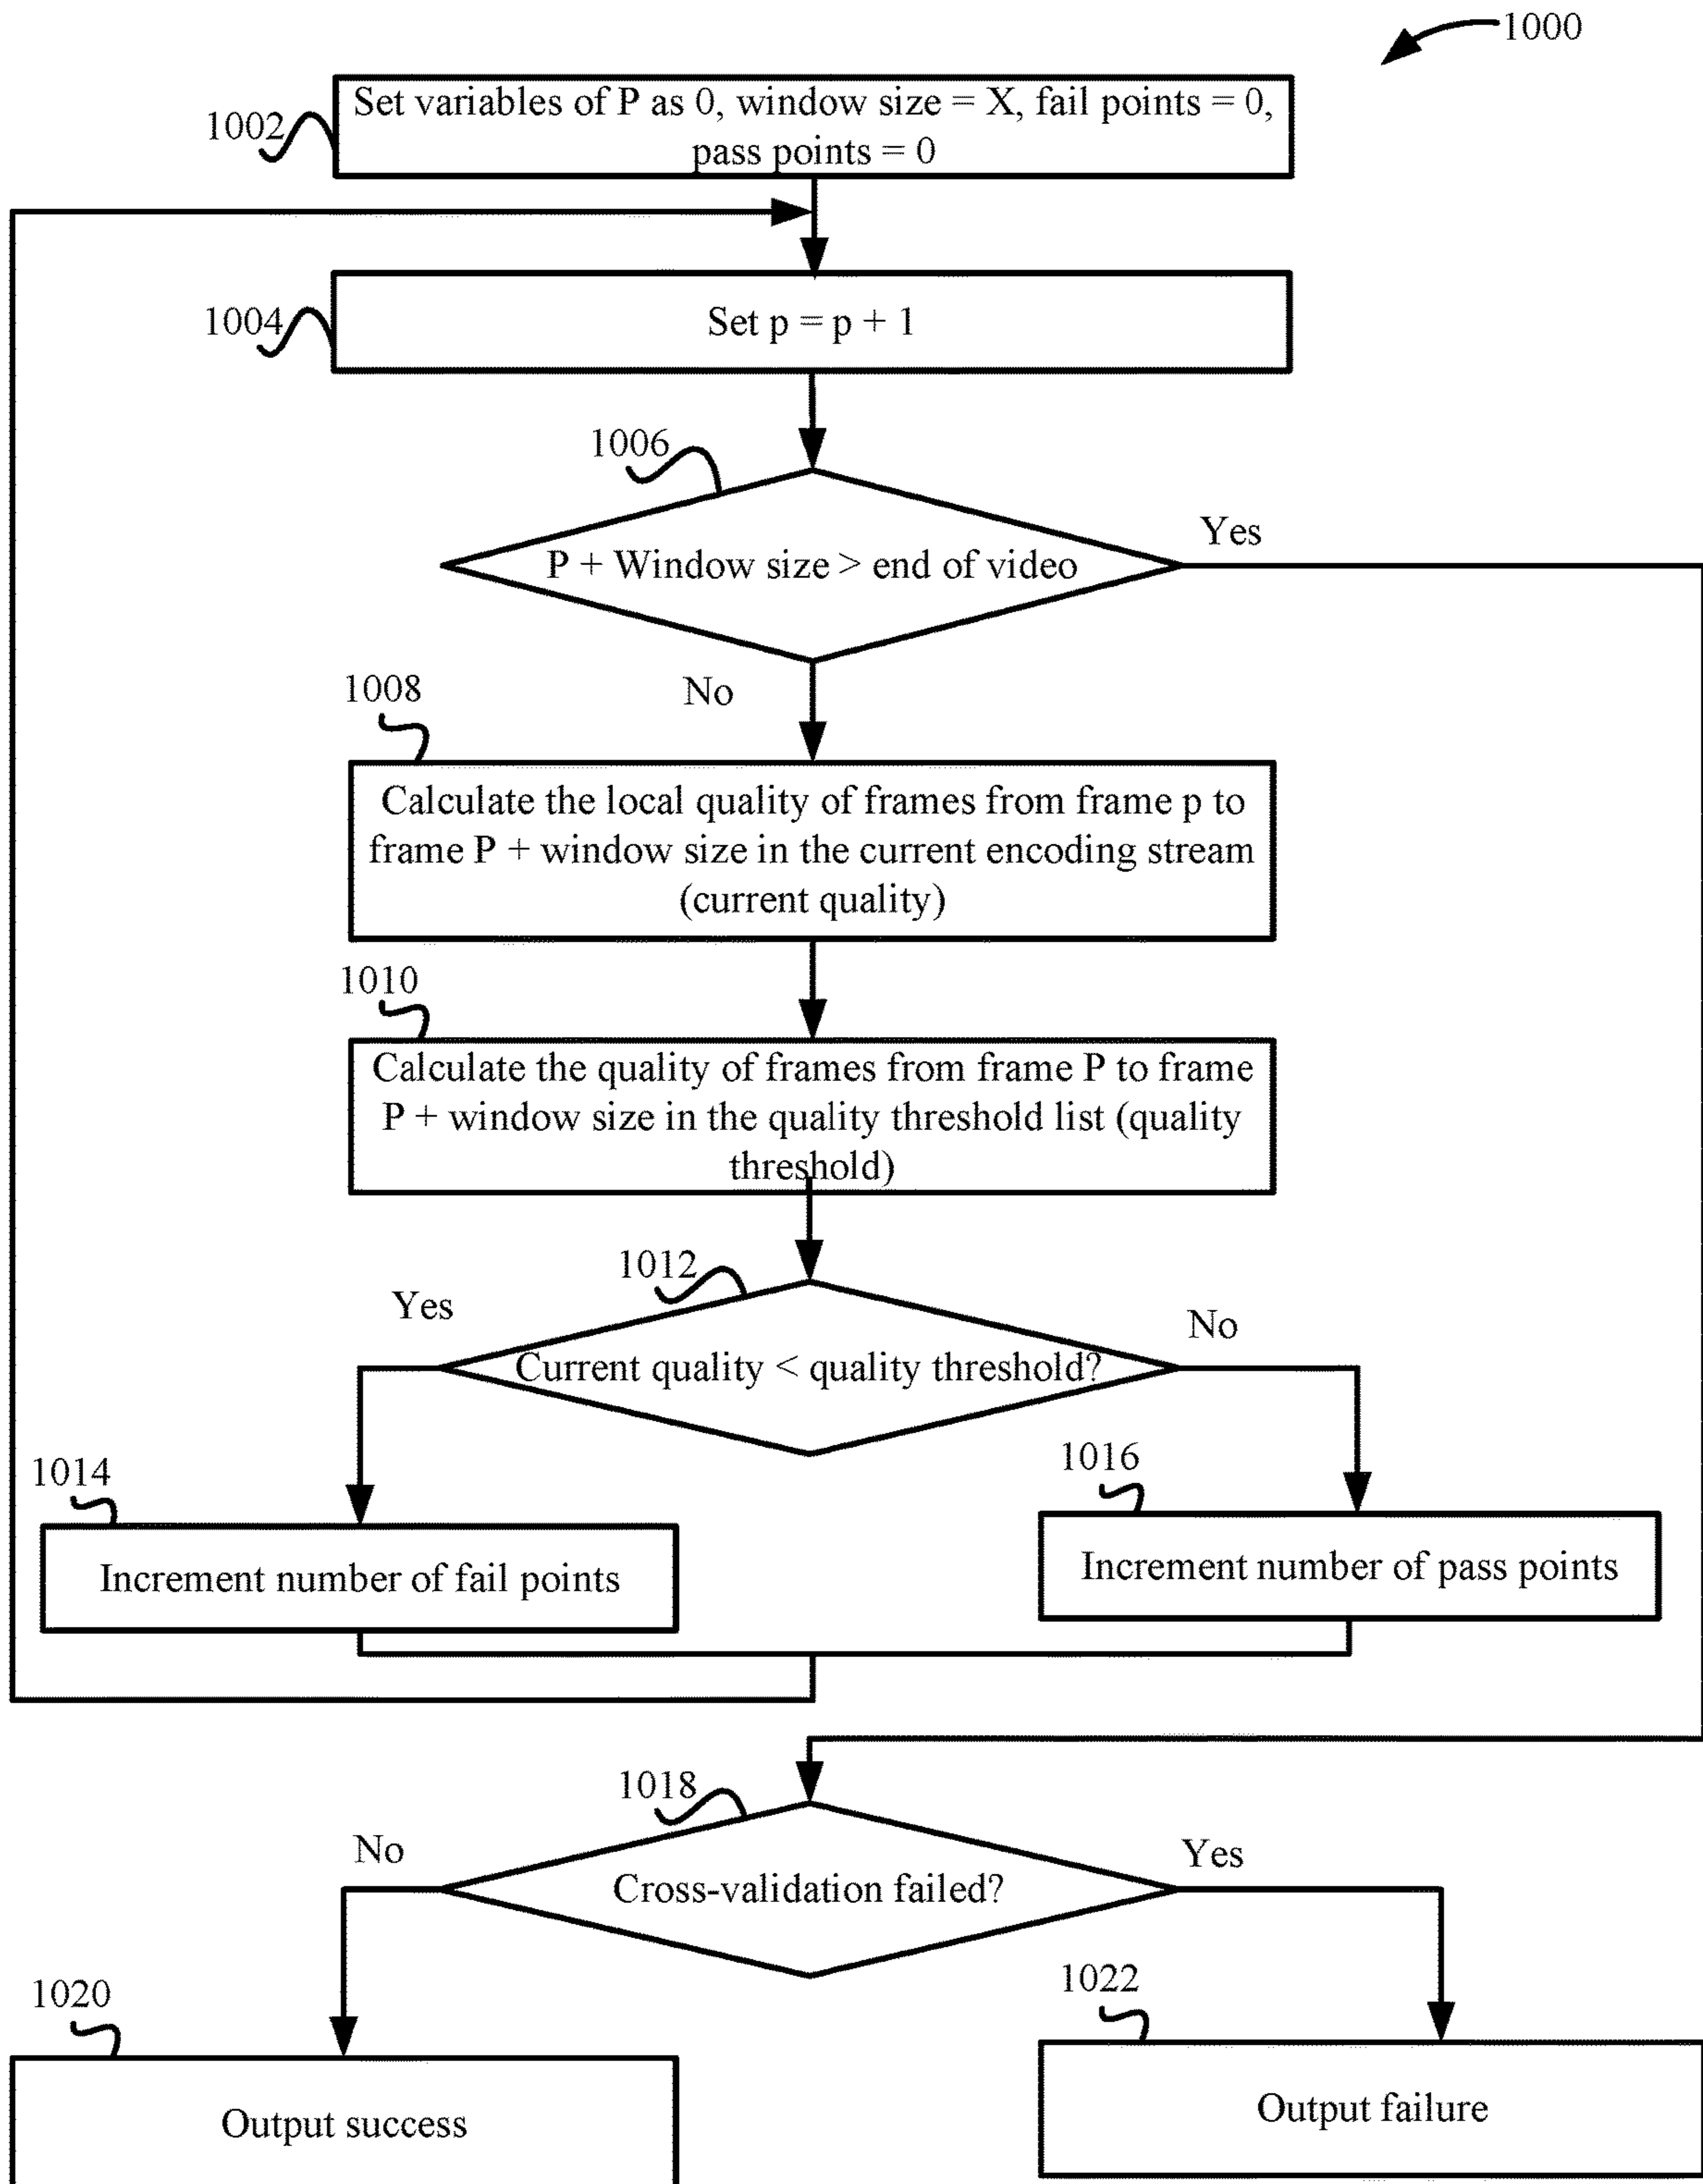 1000
1002
Set variables of P as 0, window size = X, fail points = 0,
pass points = 0
1004
Set p = p + 1
1006
Yes
P + Window size > end of video
No
1008
Calculate the local quality of frames from frame p to
frame P + window size in the current encoding stream
(current quality)
1010
Calculate the quality of frames from frame P to frame
P + window size in the quality threshold list (quality
threshold)
1012
Yes
No
Current quality < quality threshold?
1014
1016
Increment number of fail points
Increment number of pass points
1018
No
Yes
Cross-validation failed?
1020
1022
Output success
Output failure